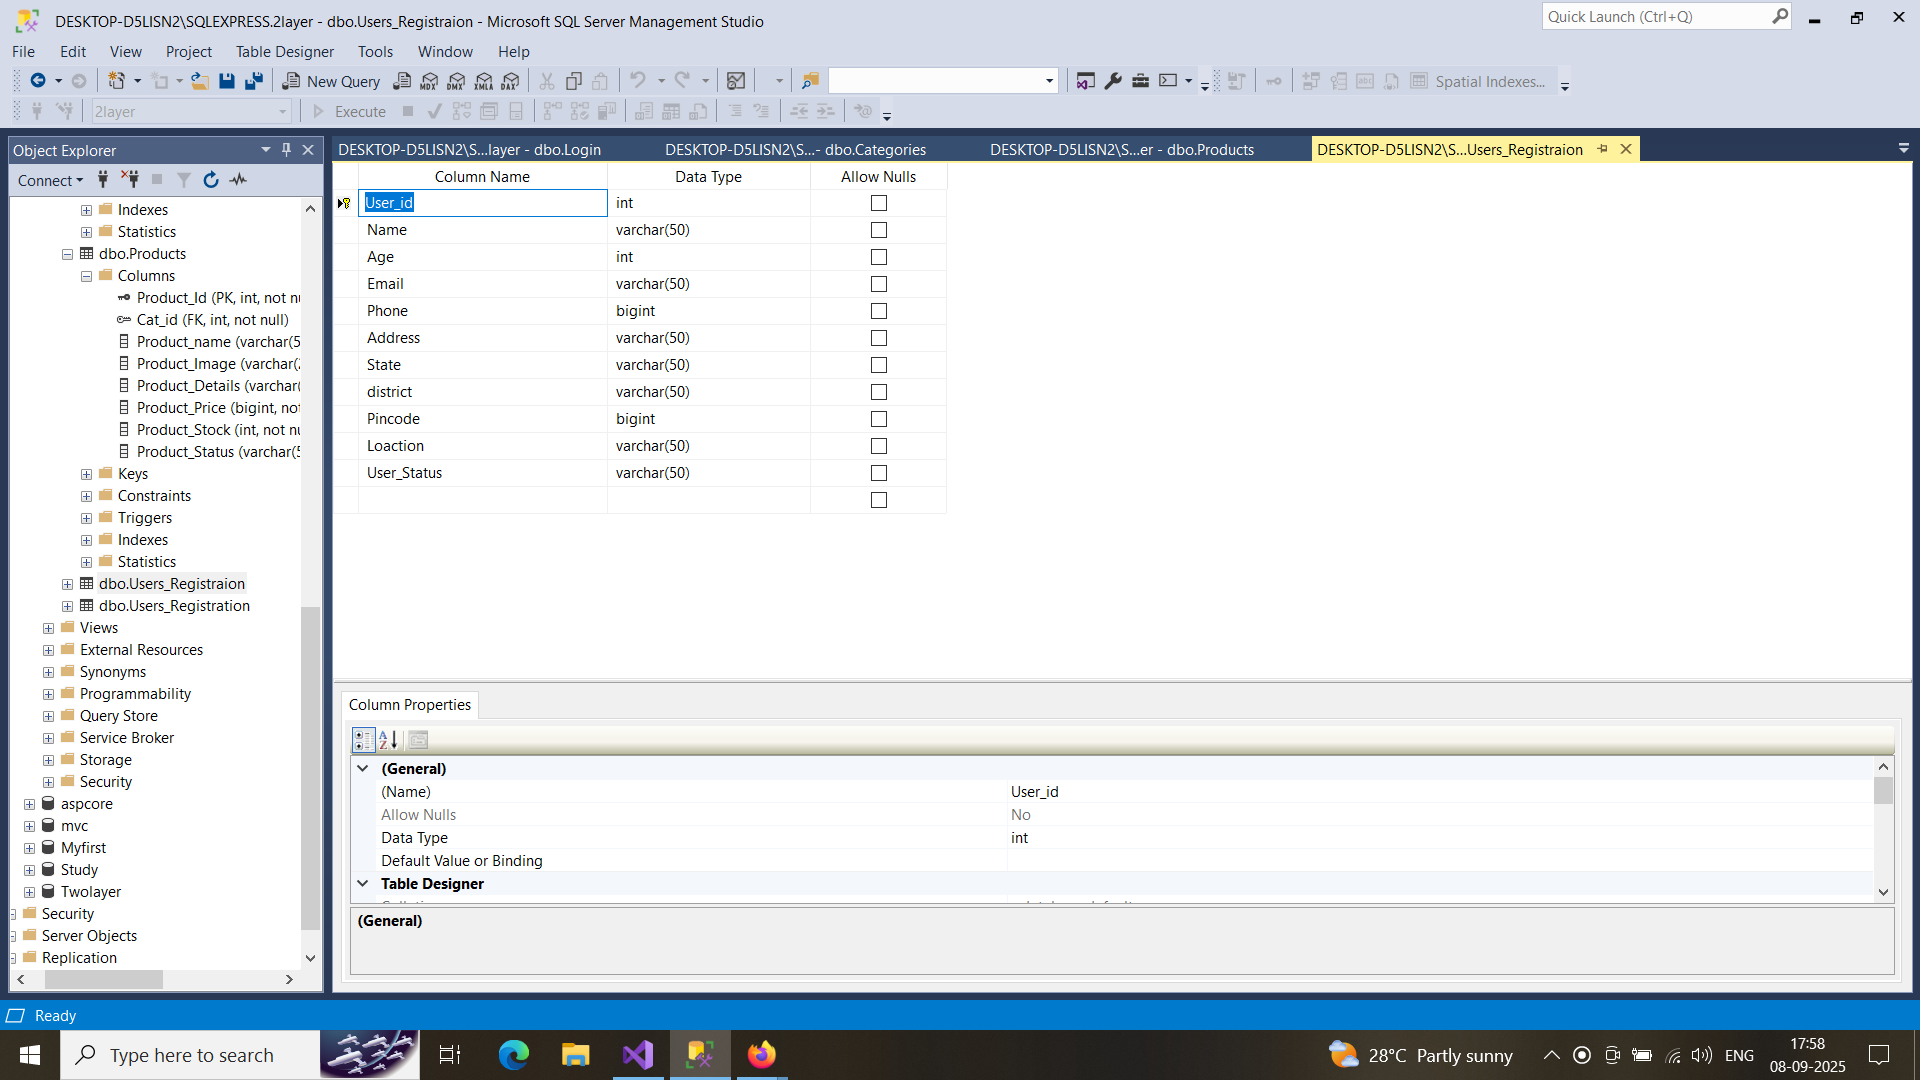 DESKTOP-D5LISN2\SQLEXPRESS.2layer - dbo.Users_Registraion - Microsoft SQL Server Management Studio
Quick Launch (Ctrl+Q)
File Edit View Project Table Designer Tools Window Help
New Query MDX DMX XMLA DAX Spatial Indexes...
2layer Execute
Object Explorer
Connect
Indexes
Statistics
dbo.Products
Columns
Product_Id (PK, int, not nu
Cat_id (FK, int, not null)
Product_name (varchar(5
Product_Image (varchar(
Product_Details (varchar(
Product_Price (bigint, not
Product_Stock (int, not nu
Product_Status (varchar(5
Keys
Constraints
Triggers
Indexes
Statistics
dbo.Users_Registraion
dbo.Users_Registration
Views
External Resources
Synonyms
Programmability
Query Store
Service Broker
Storage
Security
aspcore
mvc
Myfirst
Study
Twolayer
Security
Server Objects
Replication
DESKTOP-D5LISN2\S...layer - dbo.Login DESKTOP-D5LISN2\S...- dbo.Categories DESKTOP-D5LISN2\S...er - dbo.Products DESKTOP-D5LISN2\S...Users_Registraion
Column Name Data Type Allow Nulls
User_id int
Name varchar(50)
Age int
Email varchar(50)
Phone bigint
Address varchar(50)
State varchar(50)
district varchar(50)
Pincode bigint
Loaction varchar(50)
User_Status varchar(50)
Column Properties
(General)
(Name) User_id
Allow Nulls No
Data Type int
Default Value or Binding
Table Designer
(General)
Ready
Type here to search
28°C Partly sunny
ENG
17:58
08-09-2025